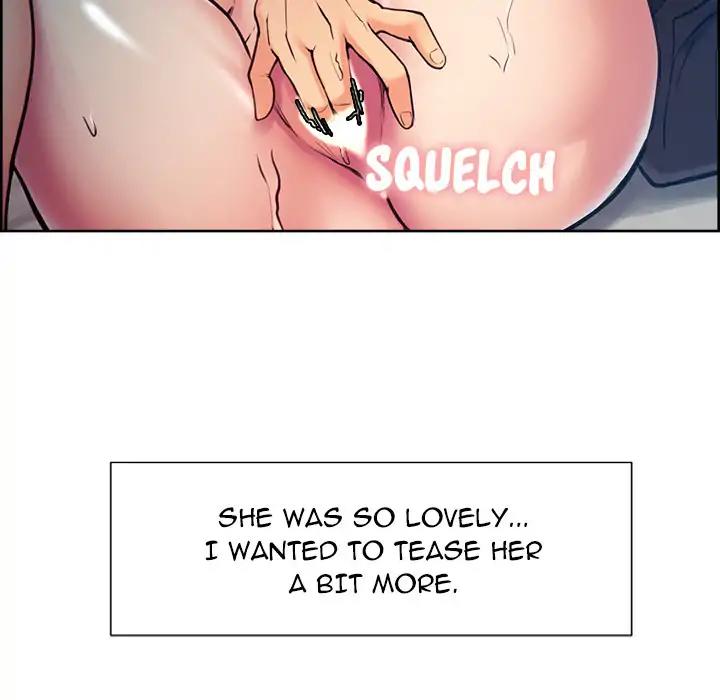 SQUELCH
SHE WAS SO LOVELY...
I WANTED TO TEASE HER
A BIT MORE.